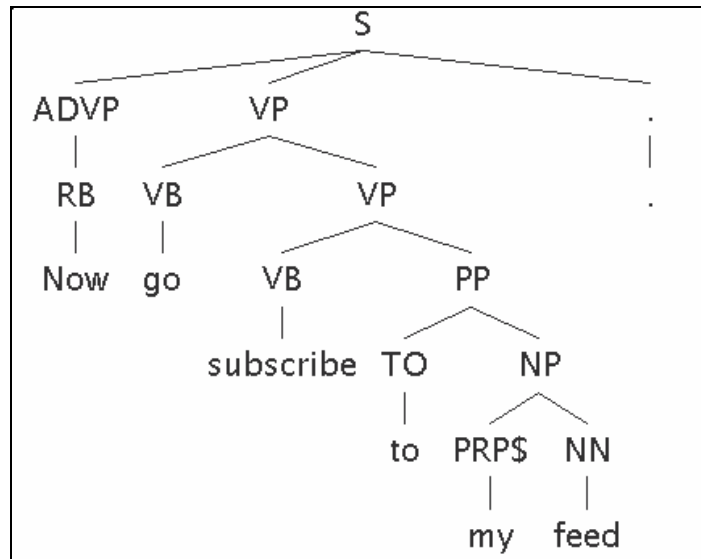 S
ADVP VP .
RB VB VP .
Now go VB PP
subscribe TO NP
to PRP$ NN
my feed